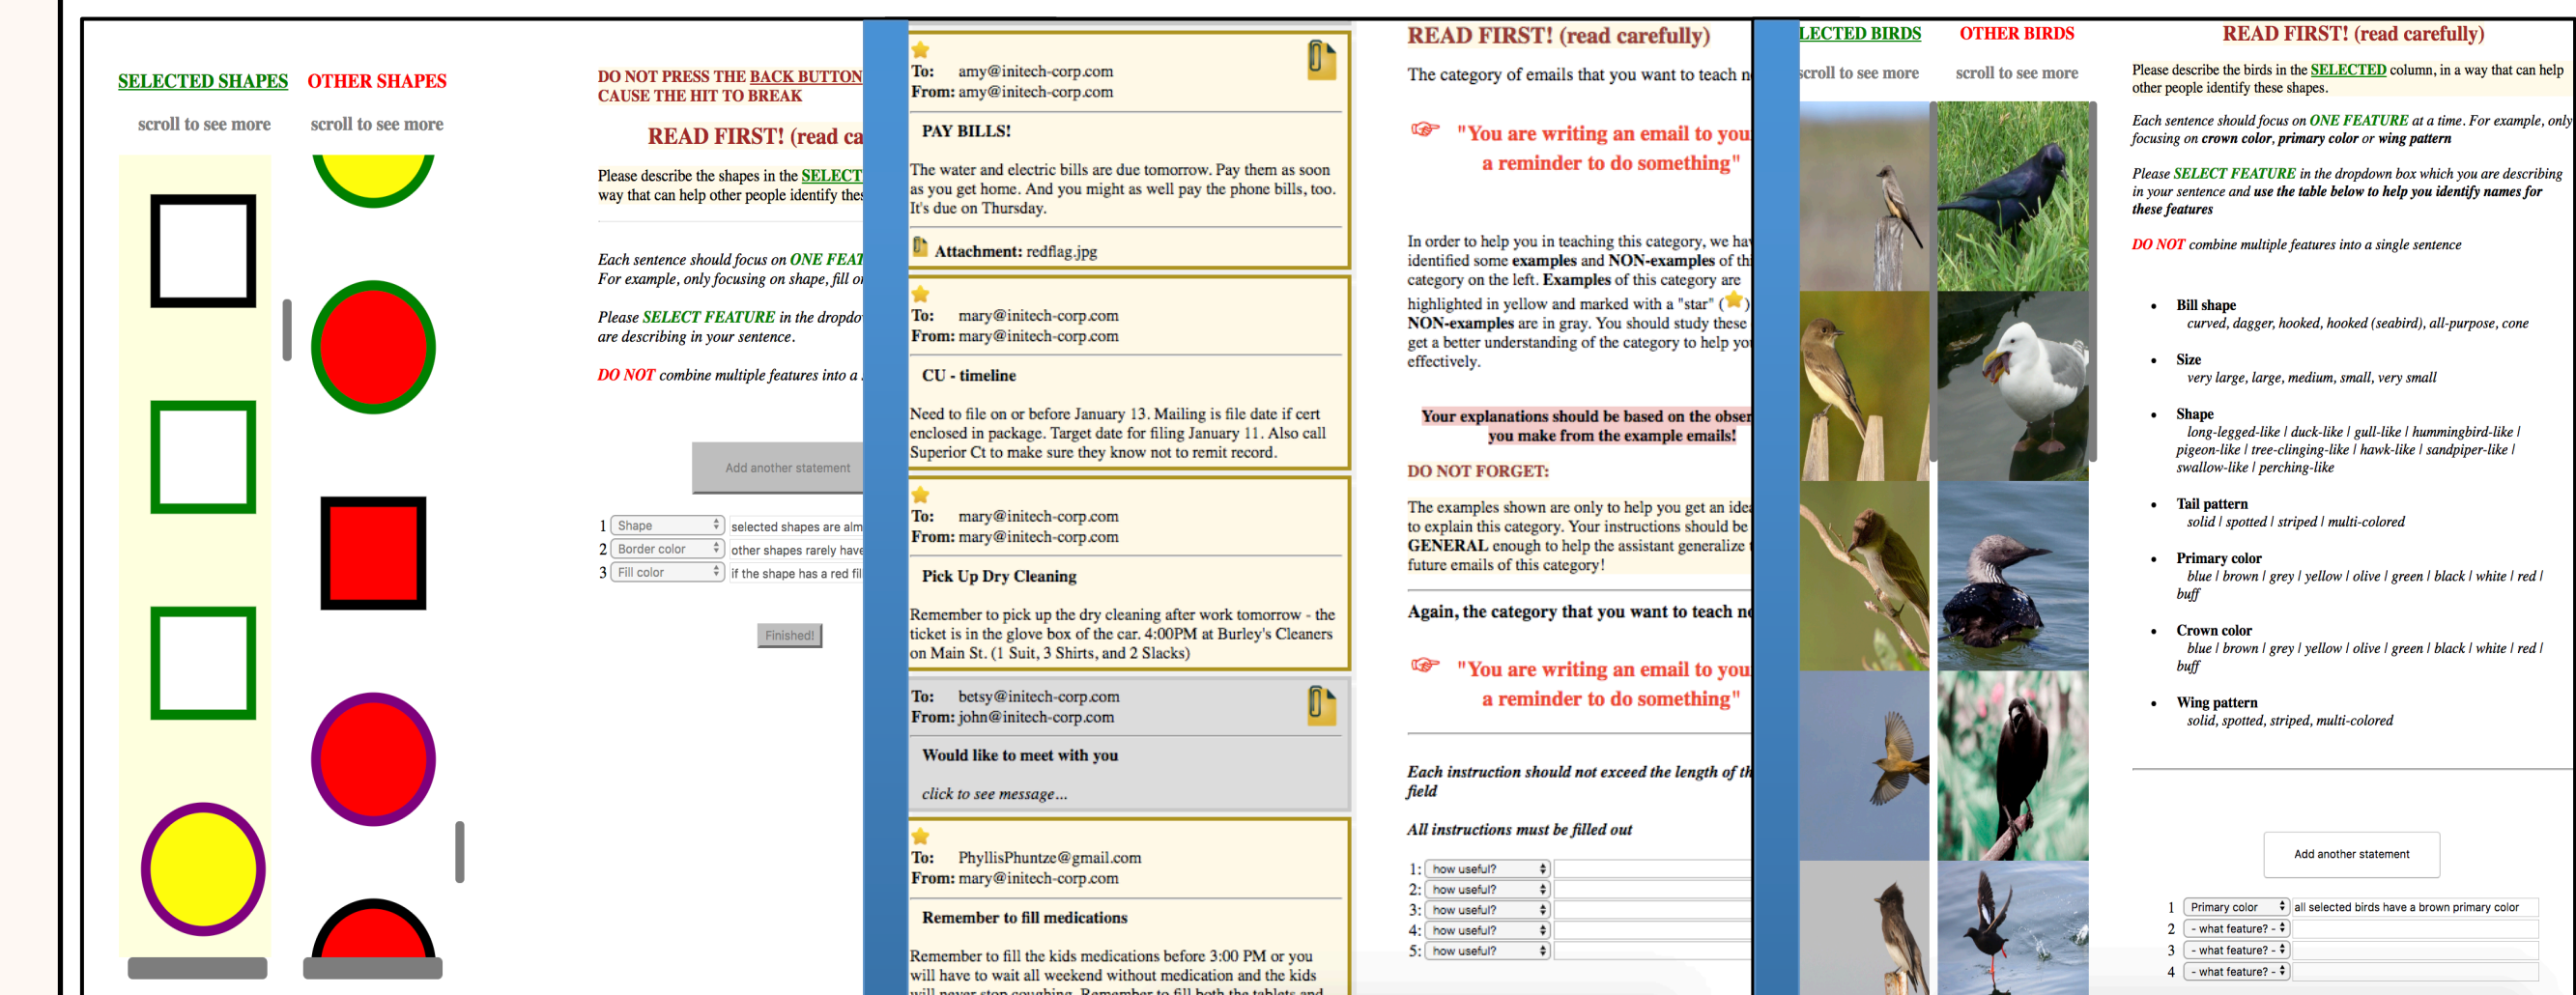 SELECTED SHAPES
OTHER SHAPES
scroll to see more
scroll to see more
DO NOT PRESS THE BACK BUTTON
CAUSE THE HIT TO BREAK
READ FIRST! (read ca
Please describe the shapes in the SELECT
way that can help other people identify thes
Each sentence should focus on ONE FEAT
For example, only focusing on shape, fill o
Please SELECT FEATURE in the dropdo
are describing in your sentence.
DO NOT combine multiple features into a
Add another statement
1 Shape selected shapes are alm
2 Border color other shapes rarely have
3 Fill color if the shape has a red fil
Finished!
To: amy@initech-corp.com
From: amy@initech-corp.com
PAY BILLS!
The water and electric bills are due tomorrow. Pay them as soon
as you get home. And you might as well pay the phone bills, too.
It's due on Thursday.
Attachment: redflag.jpg
To: mary@initech-corp.com
From: mary@initech-corp.com
CU - timeline
Need to file on or before January 13. Mailing is file date if cert
enclosed in package. Target date for filing January 11. Also call
Superior Ct to make sure they know not to remit record.
To: mary@initech-corp.com
From: mary@initech-corp.com
Pick Up Dry Cleaning
Remember to pick up the dry cleaning after work tomorrow - the
ticket is in the glove box of the car. 4:00PM at Burley's Cleaners
on Main St. (1 Suit, 3 Shirts, and 2 Slacks)
To: betsy@initech-corp.com
From: john@initech-corp.com
Would like to meet with you
click to see message...
To: PhyllisPhuntze@gmail.com
From: mary@initech-corp.com
Remember to fill medications
Remember to fill the kids medications before 3:00 PM or you
will have to wait all weekend without medication and the kids
will never stop coughing. Remember to fill both the tablets and
READ FIRST! (read carefully)
The category of emails that you want to teach n
"You are writing an email to you
a reminder to do something"
In order to help you in teaching this category, we hav
identified some examples and NON-examples of thi
category on the left. Examples of this category are
highlighted in yellow and marked with a "star" ( )
NON-examples are in gray. You should study these
get a better understanding of the category to help you
effectively.
Your explanations should be based on the obser
you make from the example emails!
DO NOT FORGET:
The examples shown are only to help you get an idea
to explain this category. Your instructions should be
GENERAL enough to help the assistant generalize
future emails of this category!
Again, the category that you want to teach no
"You are writing an email to you
a reminder to do something"
Each instruction should not exceed the length of th
field
All instructions must be filled out
1: how useful?
2: how useful?
3: how useful?
4: how useful?
5: how useful?
LECTED BIRDS
OTHER BIRDS
scroll to see more
scroll to see more
READ FIRST! (read carefully)
Please describe the birds in the SELECTED column, in a way that can help
other people identify these shapes.
Each sentence should focus on ONE FEATURE at a time. For example, only
focusing on crown color, primary color or wing pattern
Please SELECT FEATURE in the dropdown box which you are describing
in your sentence and use the table below to help you identify names for
these features
DO NOT combine multiple features into a single sentence
• Bill shape
curved, dagger, hooked, hooked (seabird), all-purpose, cone
• Size
very large, large, medium, small, very small
• Shape
long-legged-like | duck-like | gull-like | hummingbird-like |
pigeon-like | tree-clinging-like | hawk-like | sandpiper-like |
swallow-like | perching-like
• Tail pattern
solid | spotted | striped | multi-colored
• Primary color
blue | brown | grey | yellow | olive | green | black | white | red |
buff
• Crown color
blue | brown | grey | yellow | olive | green | black | white | red |
buff
• Wing pattern
solid, spotted, striped, multi-colored
Add another statement
1 Primary color all selected birds have a brown primary color
2 - what feature? -
3 - what feature? -
4 - what feature? -